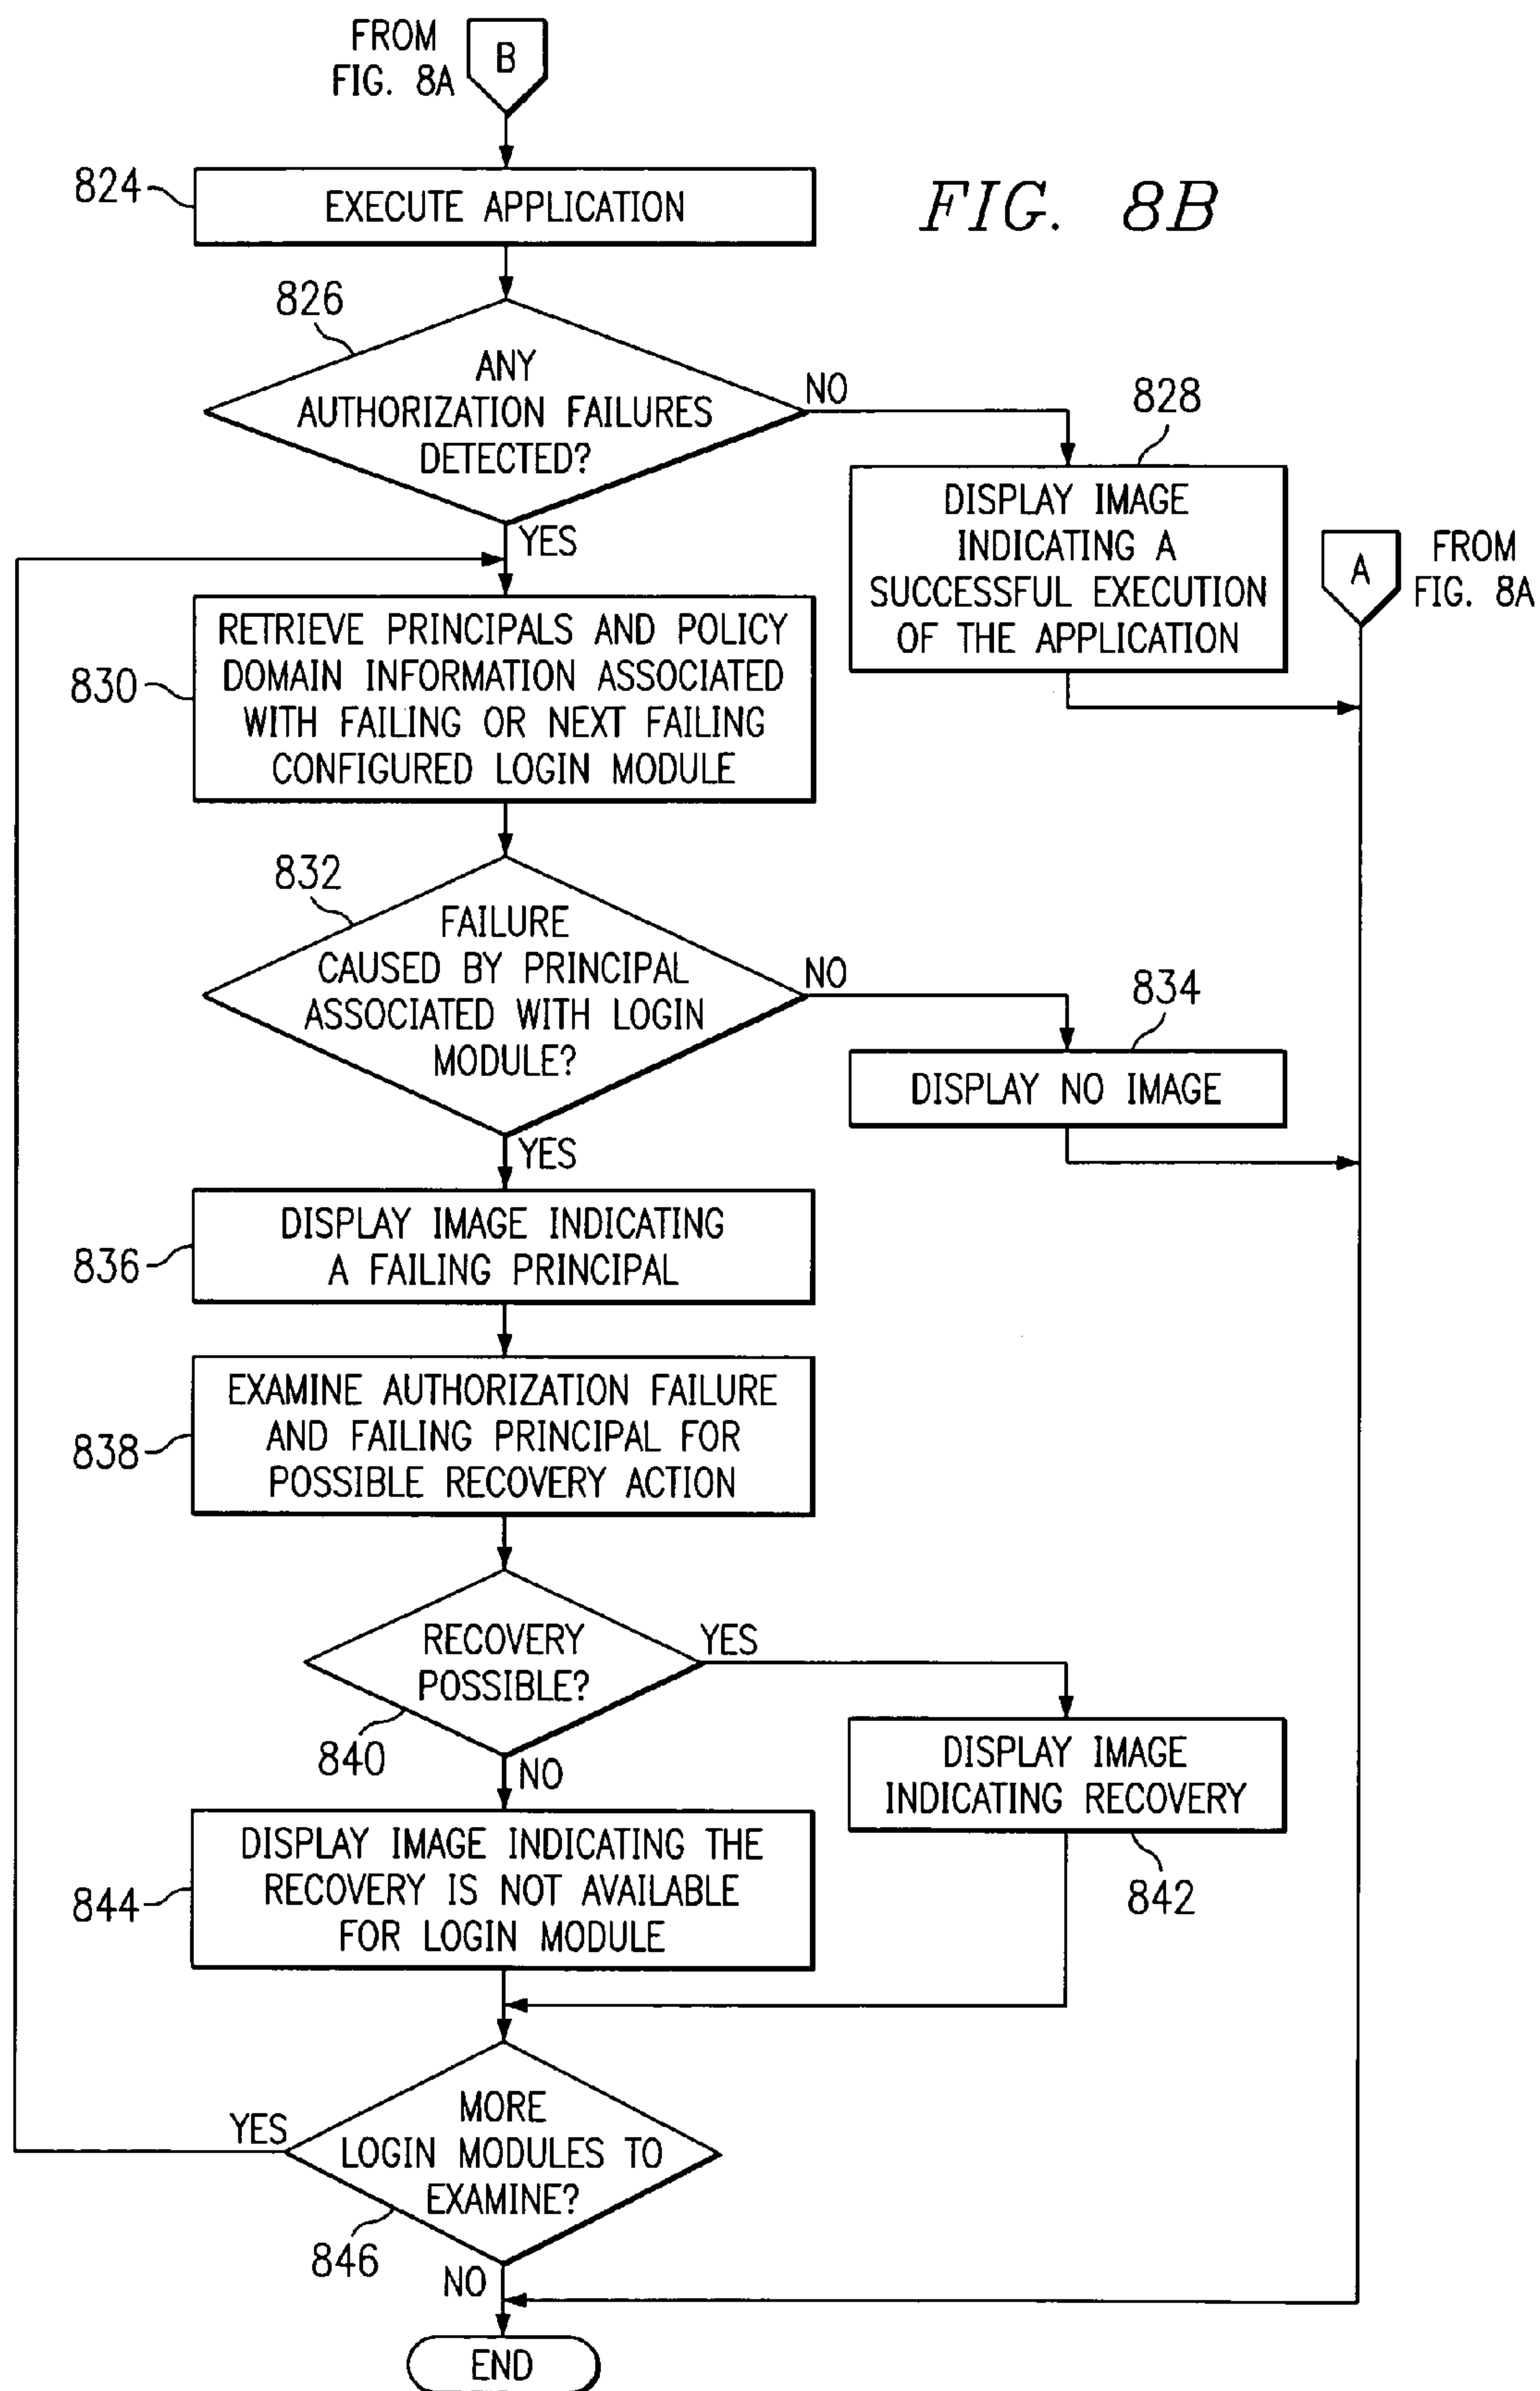 FROM
FIG. 8A
B
824
EXECUTE APPLICATION
FIG. 8B
826
ANY
AUTHORIZATION FAILURES
DETECTED?
NO
YES
828
DISPLAY IMAGE
INDICATING A
SUCCESSFUL EXECUTION
OF THE APPLICATION
A
FROM
FIG. 8A
830
RETRIEVE PRINCIPALS AND POLICY
DOMAIN INFORMATION ASSOCIATED
WITH FAILING OR NEXT FAILING
CONFIGURED LOGIN MODULE
832
FAILURE
CAUSED BY PRINCIPAL
ASSOCIATED WITH LOGIN
MODULE?
NO
834
DISPLAY NO IMAGE
YES
836
DISPLAY IMAGE INDICATING
A FAILING PRINCIPAL
838
EXAMINE AUTHORIZATION FAILURE
AND FAILING PRINCIPAL FOR
POSSIBLE RECOVERY ACTION
RECOVERY
POSSIBLE?
YES
840
NO
DISPLAY IMAGE
INDICATING RECOVERY
842
844
DISPLAY IMAGE INDICATING THE
RECOVERY IS NOT AVAILABLE
FOR LOGIN MODULE
YES
MORE
LOGIN MODULES TO
EXAMINE?
846
NO
END